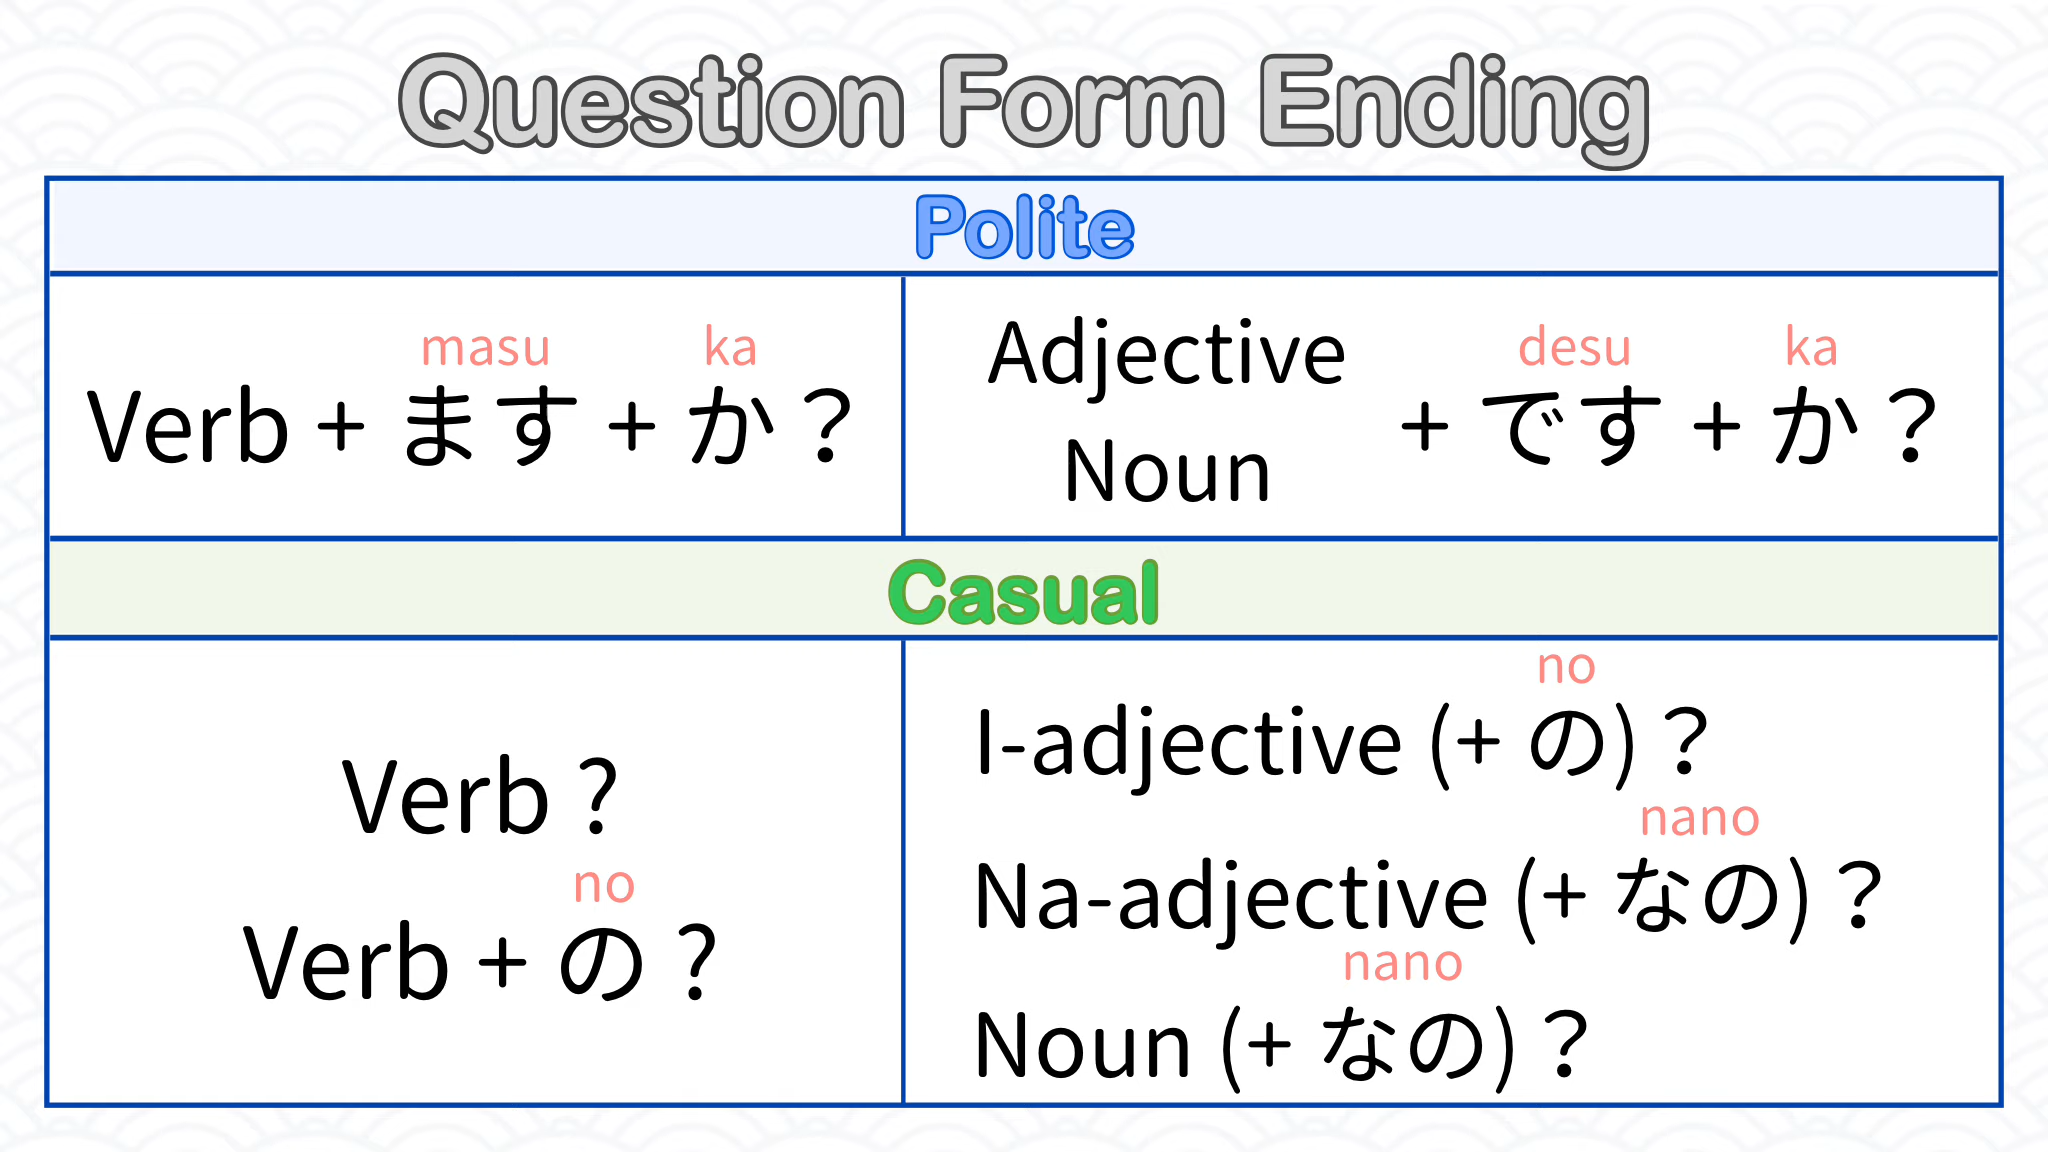 Question Form Ending
Polite
masu ka
Verb + ます + か？
Adjective
Noun
desu ka
+ です + か？
Casual
Verb？
no
Verb + の？
no
I-adjective (+ の)？
nano
Na-adjective (+ なの)？
nano
Noun (+ なの)？